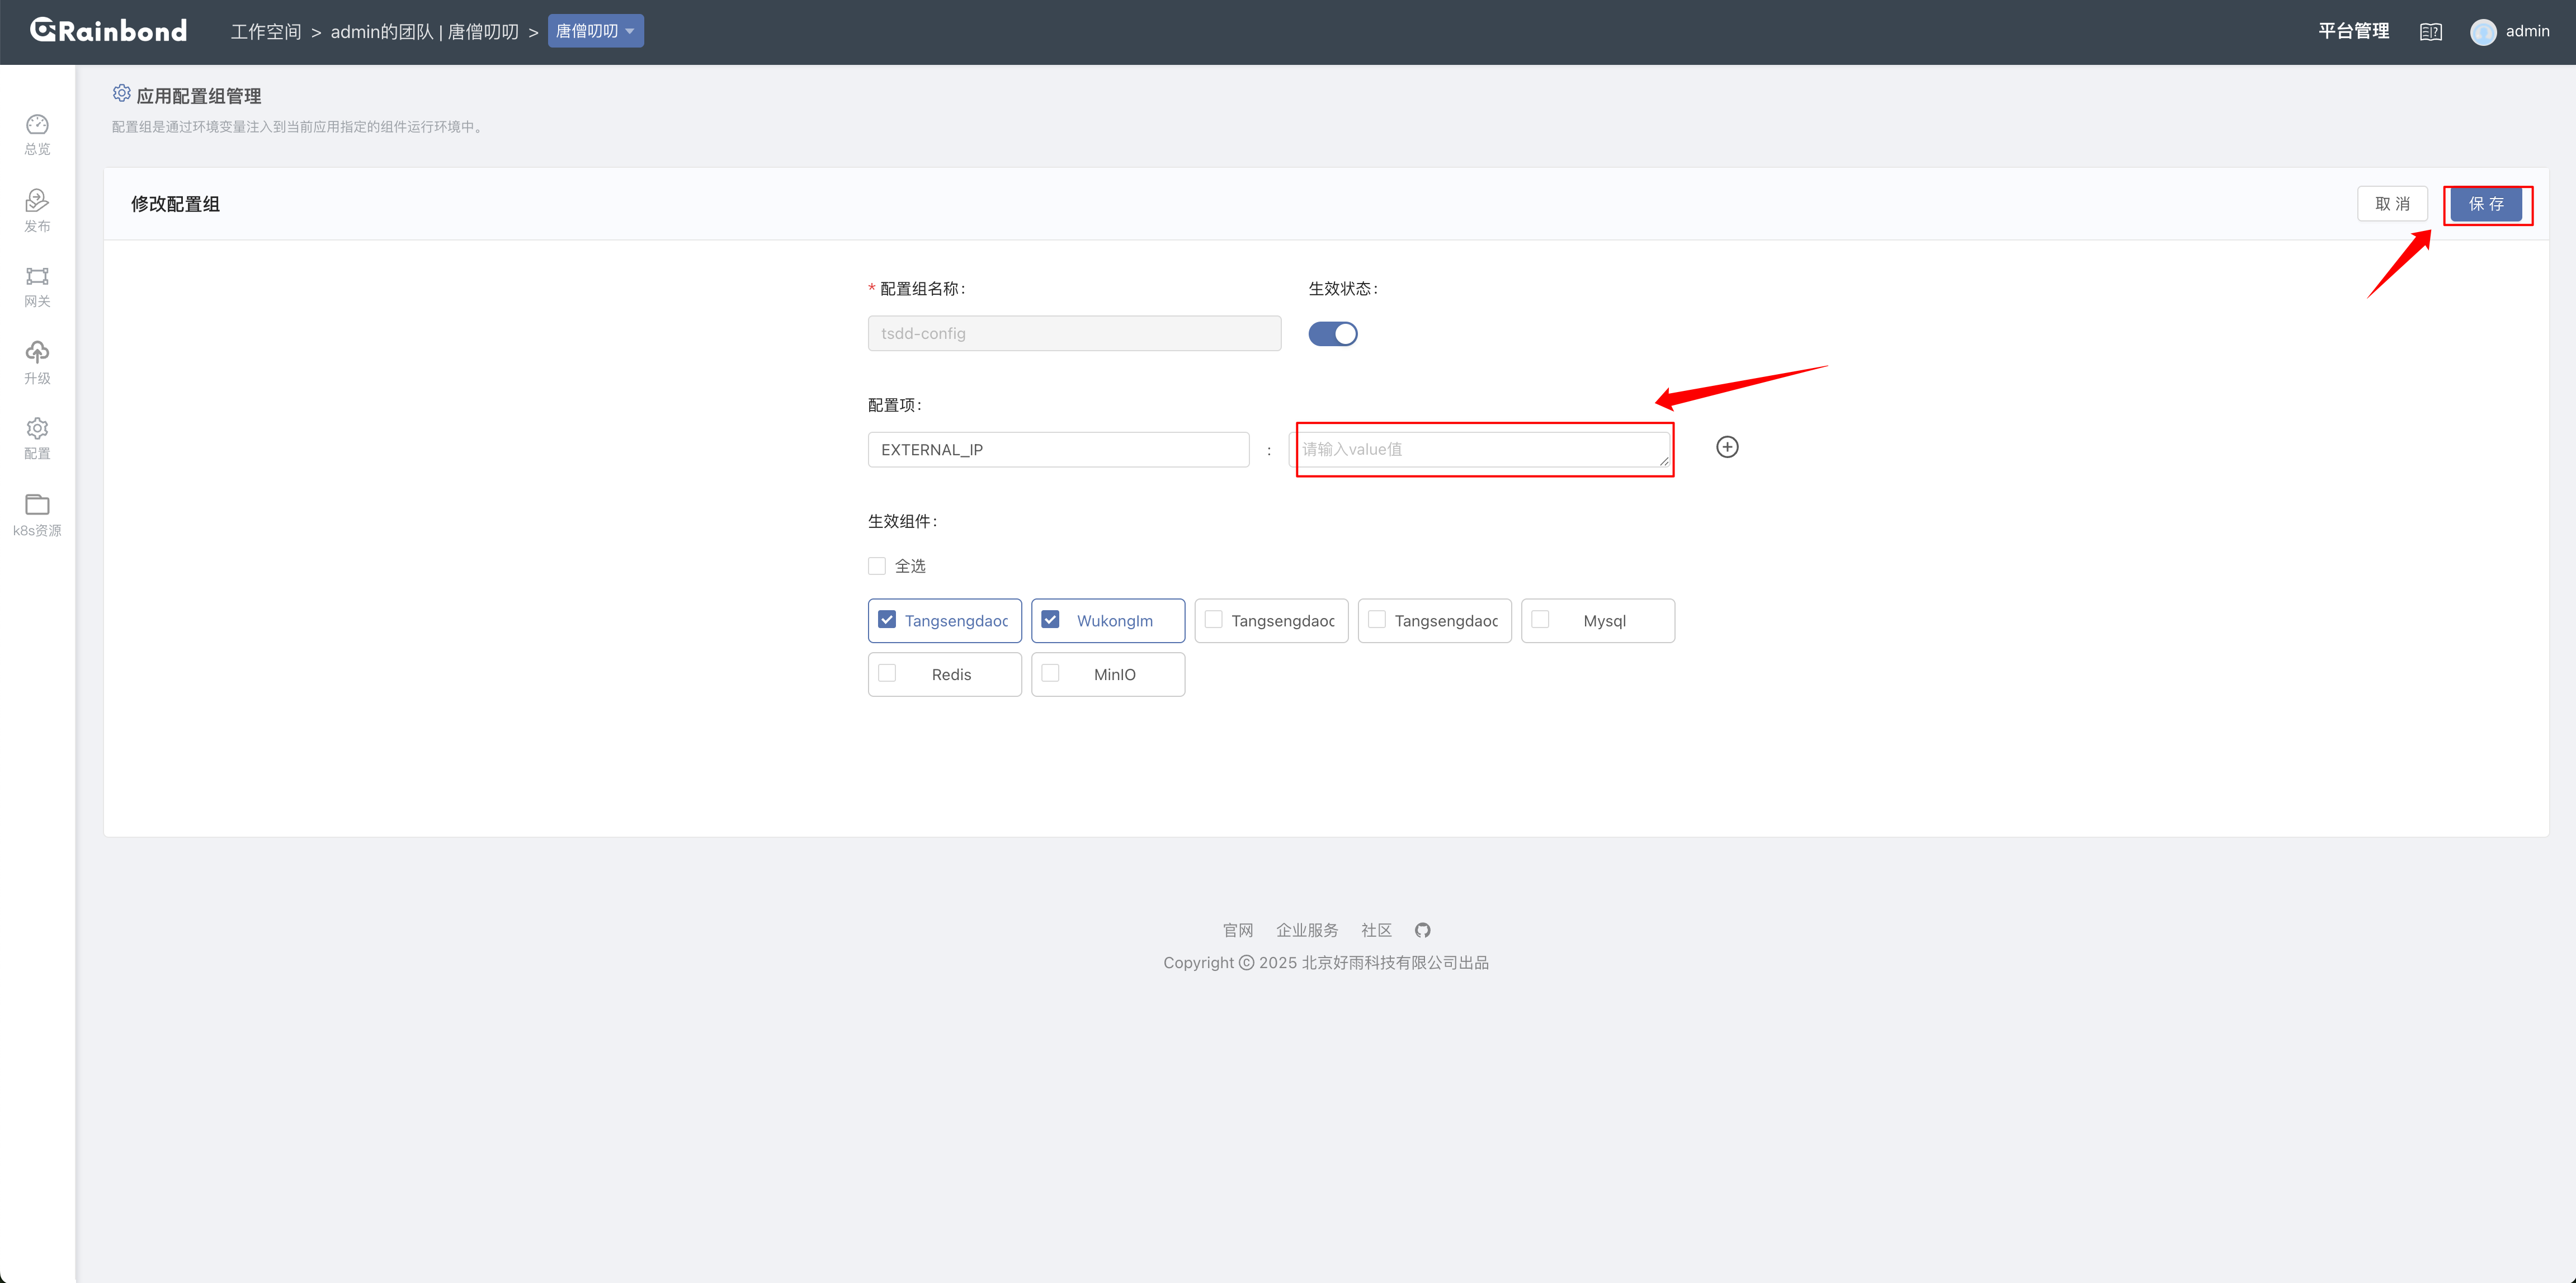 Rainbond
工作空间 > admin的团队 | 唐僧叨叨 > 唐僧叨叨
平台管理
admin
总览
发布
网关
升级
配置
k8s资源
应用配置组管理
配置组是通过环境变量注入到当前应用指定的组件运行环境中。
修改配置组
取 消
保 存
* 配置组名称:
生效状态:
tsdd-config
配置项:
EXTERNAL_IP : 请输入value值
生效组件:
全选
Tangsengdaoc
WukongIm
Tangsengdaoc
Tangsengdaoc
Mysql
Redis
MinIO
官网 企业服务 社区
Copyright © 2025 北京好雨科技有限公司出品